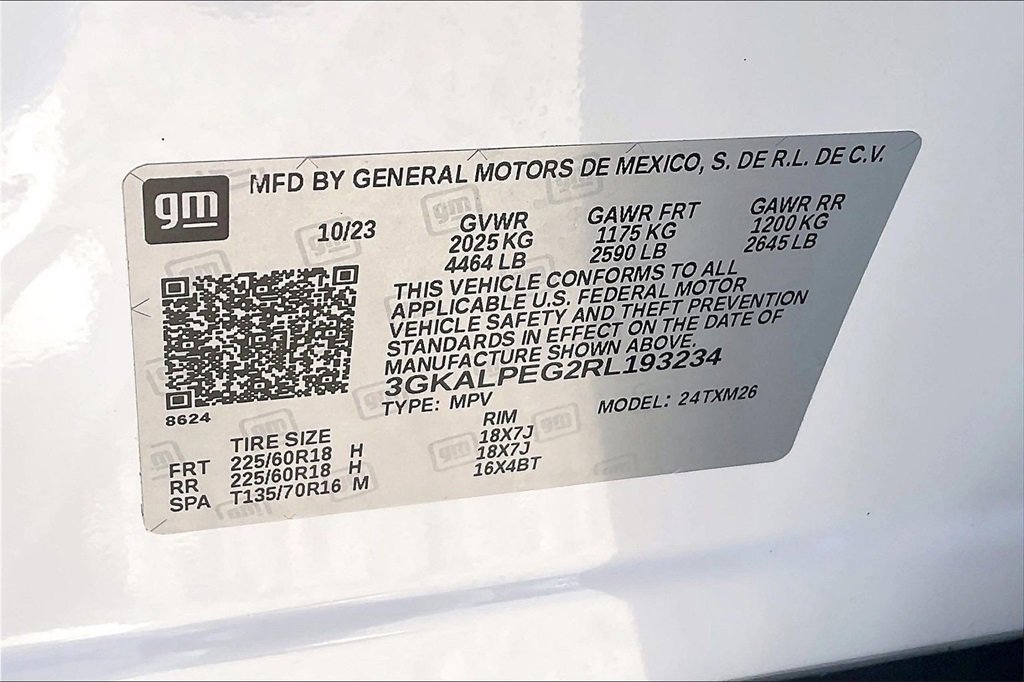 gm
MFD BY GENERAL MOTORS DE MEXICO, S. DE R.L. DE C.V.
10/23
GVWR
2025 KG
4464 LB
GAWR FRT
1175 KG
2590 LB
GAWR RR
1200 KG
2645 LB
THIS VEHICLE CONFORMS TO ALL
APPLICABLE U.S. FEDERAL MOTOR
VEHICLE SAFETY AND THEFT PREVENTION
STANDARDS IN EFFECT ON THE DATE OF
MANUFACTURE SHOWN ABOVE.
3GKALPEG2RL193234
TYPE: MPV MODEL: 24TXM26
8624
TIRE SIZE RIM
FRT 225/60R18 H 18X7J
RR 225/60R18 H 18X7J
SPA T135/70R16 M 16X4BT